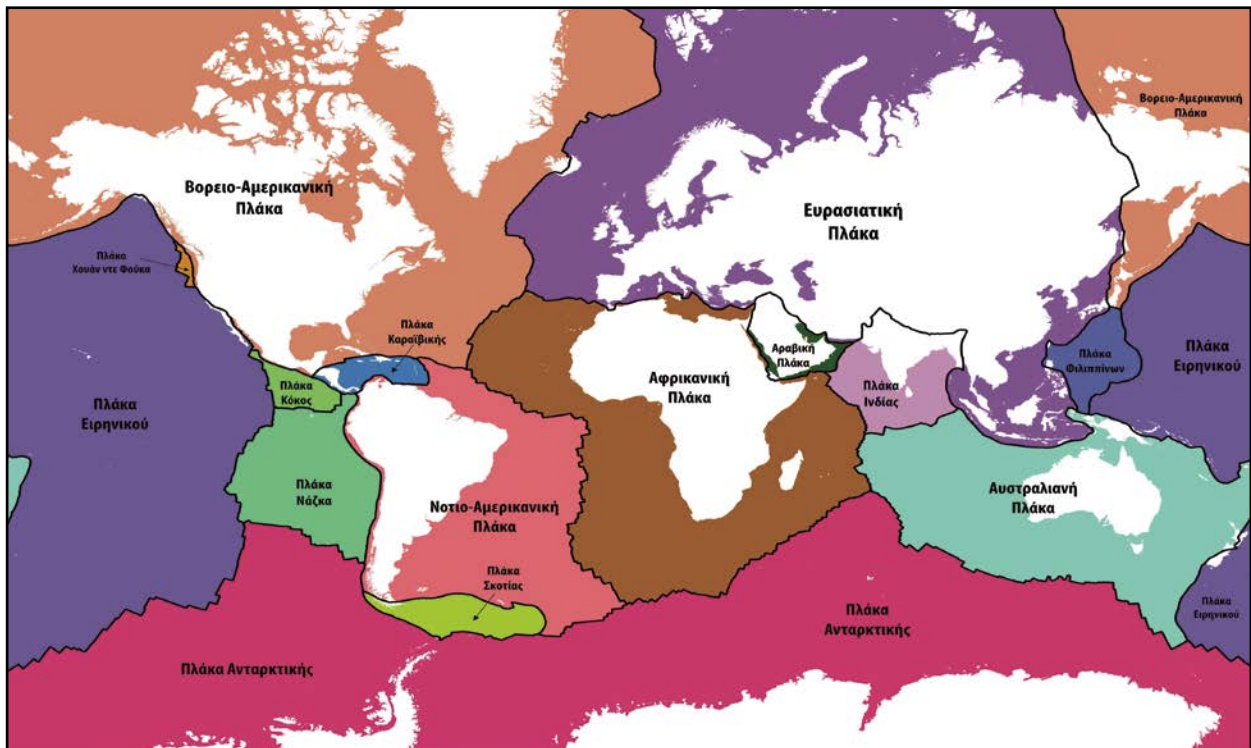 Βορειο-Αμερικανική
Πλάκα
Βορειο-Αμερικανική
Πλάκα
Ευρασιατική
Πλάκα
Πλάκα
Χουάν ντε Φούκα
Πλάκα
Καραϊβικής
Αραβική
Πλάκα
Πλάκα
Φιλιππίνων
Πλάκα
Ειρηνικού
Πλάκα
Κόκος
Αφρικανική
Πλάκα
Πλάκα
Ινδίας
Πλάκα
Ειρηνικού
Πλάκα
Νάζκα
Νοτιο-Αμερικανική
Πλάκα
Αυστραλιανή
Πλάκα
Πλάκα
Σκοτίας
Πλάκα
Ανταρκτικής
Πλάκα
Ειρηνικού
Πλάκα Ανταρκτικής